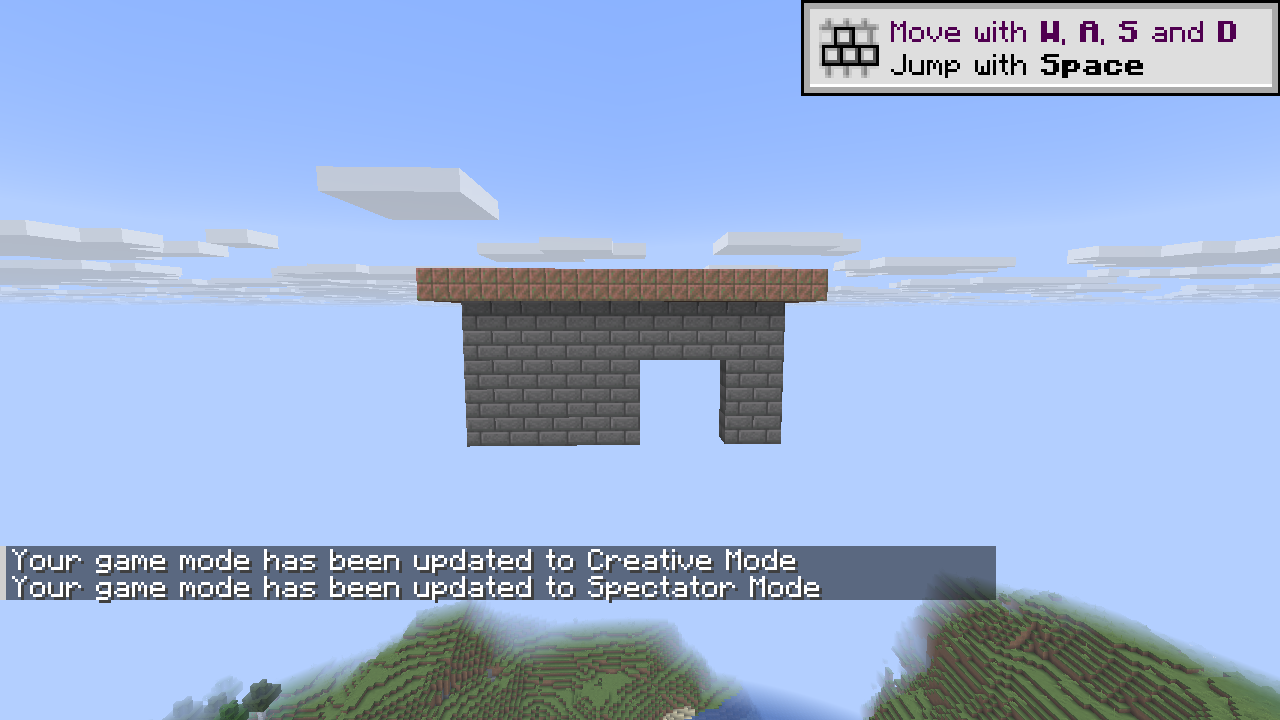 Move with W, A, S and D
Jump with Space
Your game mode has been updated to Creative Mode
Your game mode has been updated to Spectator Mode